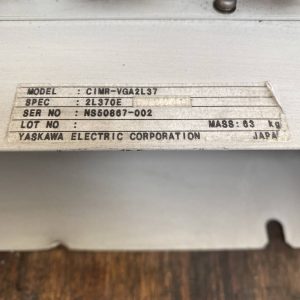 MODEL : CIMR-VGA2L37
SPEC : 2L370E
SER NO : NS50867-002
LOT NO : MASS: 63 kg
YASKAWA ELECTRIC CORPORATION JAPAN